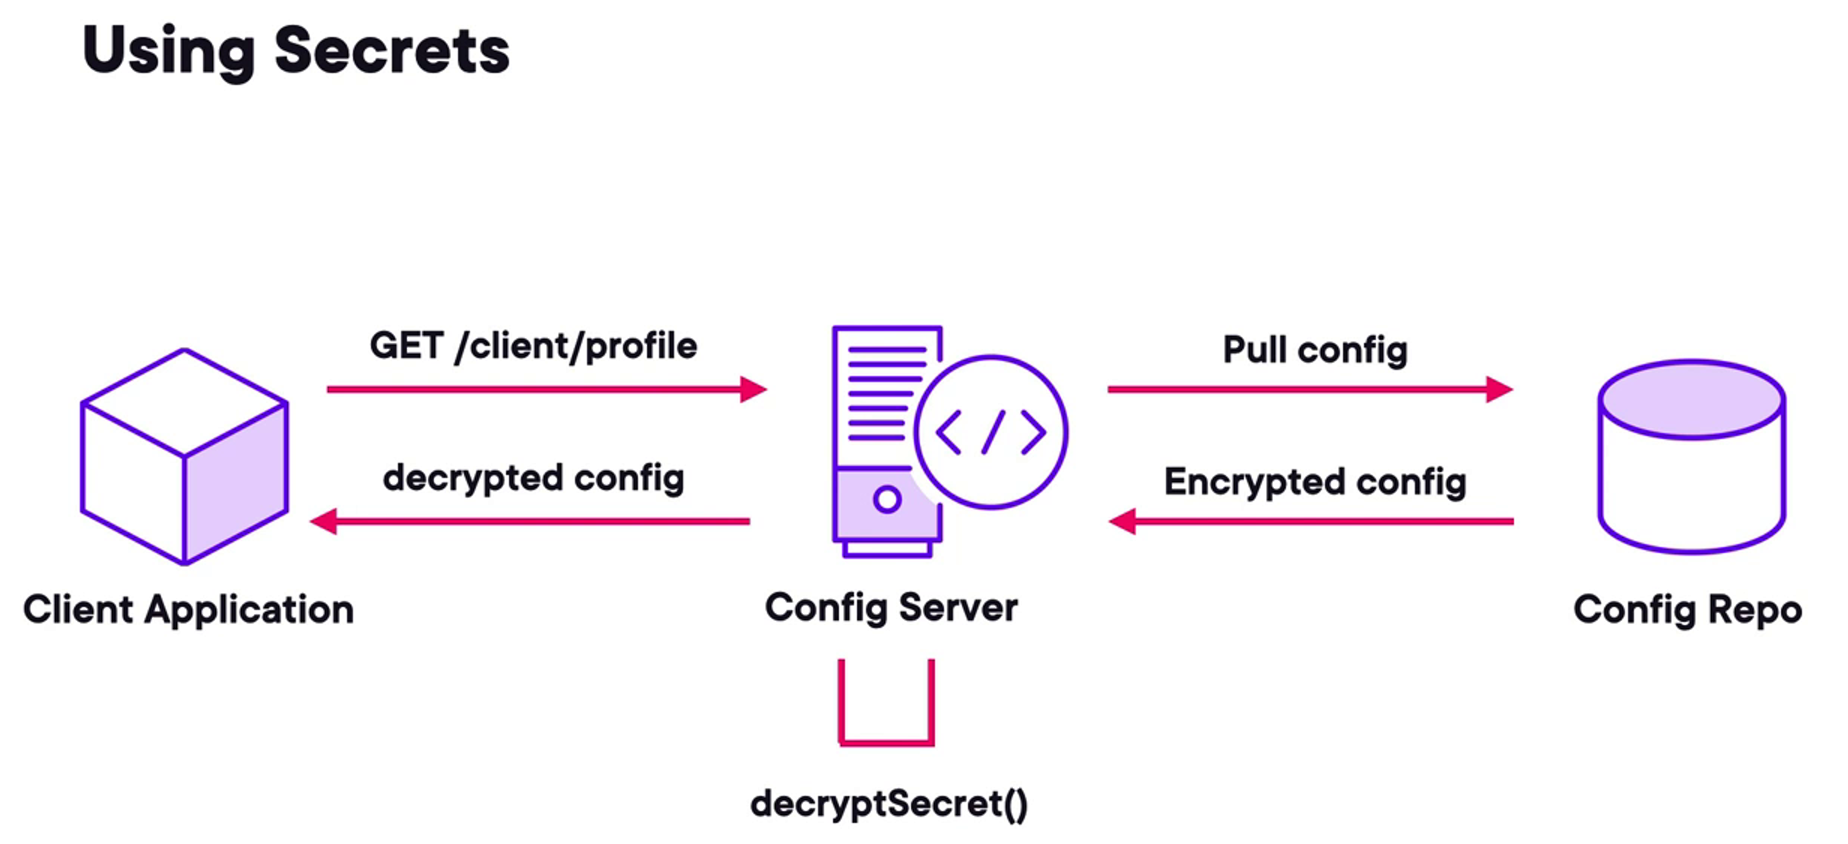 Using Secrets
GET /client/profile
Pull config
</>
decrypted config
Encrypted config
Client Application
Config Server
Config Repo
decryptSecret()